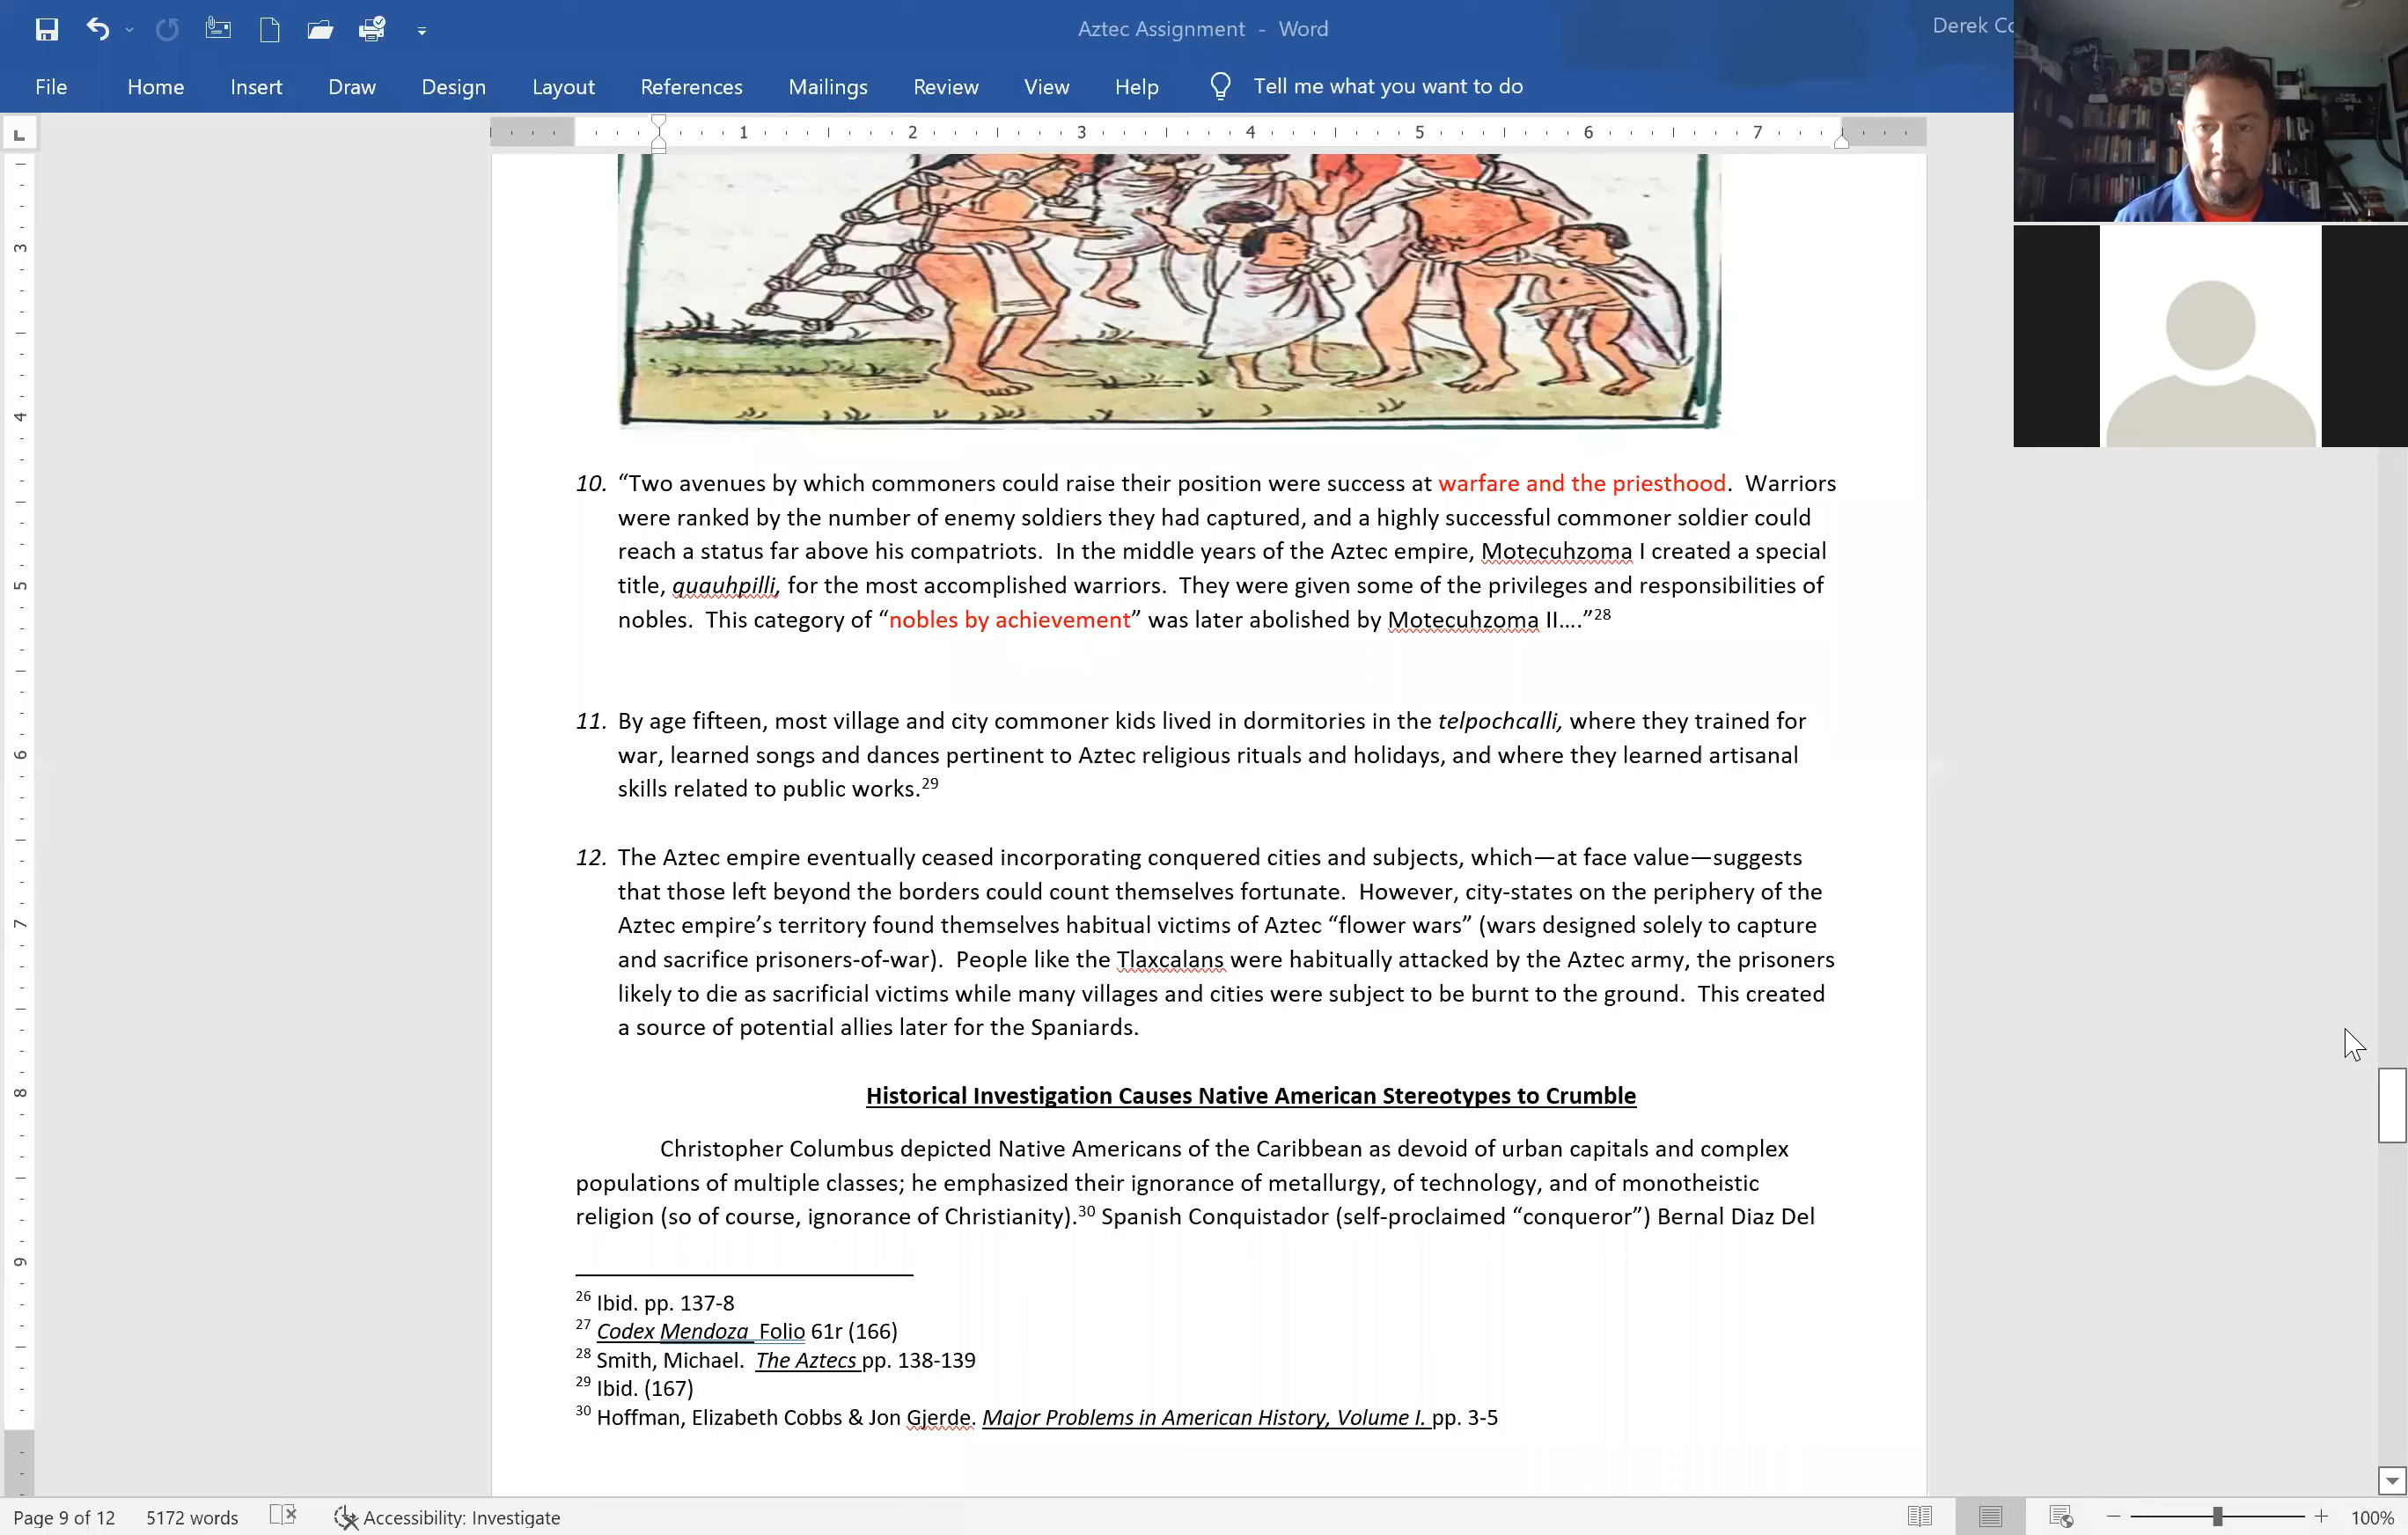 Aztec Assignment - Word
Derek Co
File Home Insert Draw Design Layout References Mailings Review View Help Tell me what you want to do
1 2 3 4 5 6 7
3
4
5
6
7
8
9
10. “Two avenues by which commoners could raise their position were success at warfare and the priesthood. Warriors
were ranked by the number of enemy soldiers they had captured, and a highly successful commoner soldier could
reach a status far above his compatriots. In the middle years of the Aztec empire, Motecuhzoma I created a special
title, quauhpilli, for the most accomplished warriors. They were given some of the privileges and responsibilities of
nobles. This category of “nobles by achievement” was later abolished by Motecuhzoma II….”28
11. By age fifteen, most village and city commoner kids lived in dormitories in the telpochcalli, where they trained for
war, learned songs and dances pertinent to Aztec religious rituals and holidays, and where they learned artisanal
skills related to public works.29
12. The Aztec empire eventually ceased incorporating conquered cities and subjects, which—at face value—suggests
that those left beyond the borders could count themselves fortunate. However, city-states on the periphery of the
Aztec empire’s territory found themselves habitual victims of Aztec “flower wars” (wars designed solely to capture
and sacrifice prisoners-of-war). People like the Tlaxcalans were habitually attacked by the Aztec army, the prisoners
likely to die as sacrificial victims while many villages and cities were subject to be burnt to the ground. This created
a source of potential allies later for the Spaniards.
Historical Investigation Causes Native American Stereotypes to Crumble
Christopher Columbus depicted Native Americans of the Caribbean as devoid of urban capitals and complex
populations of multiple classes; he emphasized their ignorance of metallurgy, of technology, and of monotheistic
religion (so of course, ignorance of Christianity).30 Spanish Conquistador (self-proclaimed “conqueror”) Bernal Diaz Del
26 Ibid. pp. 137-8
27 Codex Mendoza Folio 61r (166)
28 Smith, Michael. The Aztecs pp. 138-139
29 Ibid. (167)
30 Hoffman, Elizabeth Cobbs & Jon Gjerde. Major Problems in American History, Volume I. pp. 3-5
Page 9 of 12 5172 words Accessibility: Investigate 100%